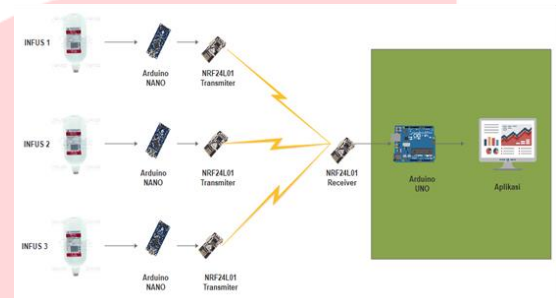 INFUS 1
Arduino
NANO
NRF24L01
Transmiter
INFUS 2
Arduino
NANO
NRF24L01
Transmiter
NRF24L01
Receiver
Arduino
UNO
Aplikasi
INFUS 3
Arduino
NANO
NRF24L01
Transmiter